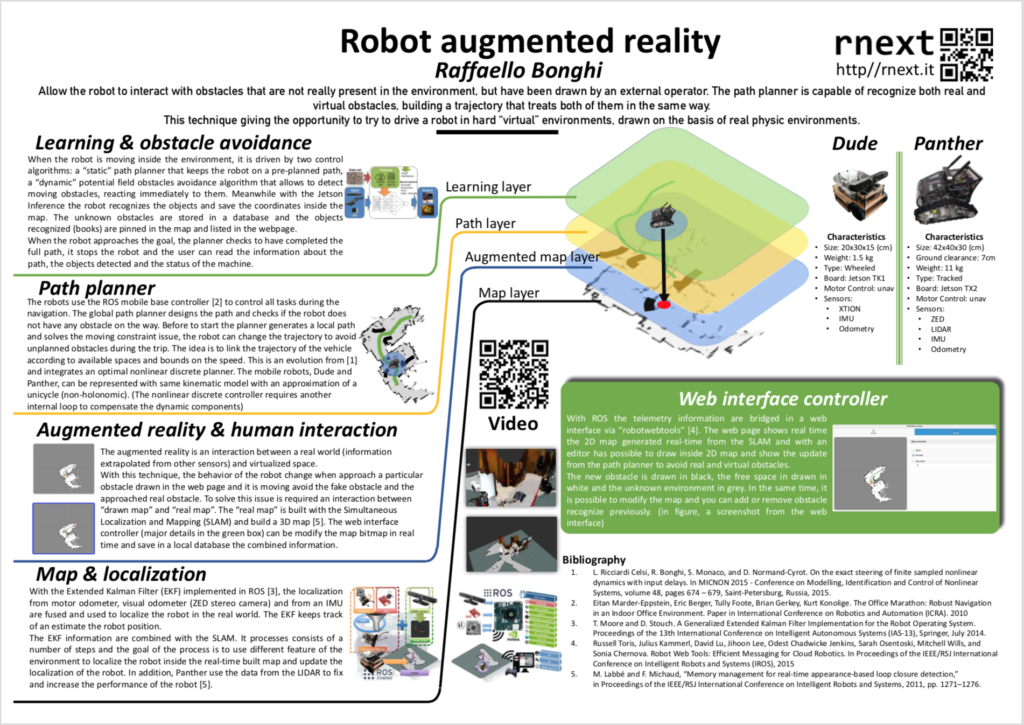 Robot augmented reality
Raffaello Bonghi
rnext
http//rnext.it
Allow the robot to interact with obstacles that are not really present in the environment, but have been drawn by an external operator. The path planner is capable of recognize both real and
virtual obstacles, building a trajectory that treats both of them in the same way.
This technique giving the opportunity to try to drive a robot in hard “virtual” environments, drawn on the basis of real physic environments.
Learning & obstacle avoidance
When the robot is moving inside the environment, it is driven by two control
algorithms: a “static” path planner that keeps the robot on a pre-planned path,
a “dynamic” potential field obstacles avoidance algorithm that allows to detect
moving obstacles, reacting immediately to them. Meanwhile with the Jetson
Inference the robot recognizes the objects and save the coordinates inside the
map. The unknown obstacles are stored in a database and the objects
recognized (books) are pinned in the map and listed in the webpage.
When the robot approaches the goal, the planner checks to have completed the
full path, it stops the robot and the user can read the information about the
path, the objects detected and the status of the machine.
Path planner
The robots use the ROS mobile base controller [2] to control all tasks during the
navigation. The global path planner designs the path and checks if the robot does
not have any obstacle on the way. Before to start the planner generates a local path
and solves the moving constraint issue, the robot can change the trajectory to avoid
unplanned obstacles during the trip. The idea is to link the trajectory of the vehicle
according to available spaces and bounds on the speed. This is an evolution from [1]
and integrates an optimal nonlinear discrete planner. The mobile robots, Dude and
Panther, can be represented with same kinematic model with an approximation of a
unicycle (non-holonomic). (The nonlinear discrete controller requires another
internal loop to compensate the dynamic components)
Augmented reality & human interaction
The augmented reality is an interaction between a real world (information
extrapolated from other sensors) and virtualized space.
With this technique, the behavior of the robot change when approach a particular
obstacle drawn in the web page and it is moving avoid the fake obstacle and the
approached real obstacle. To solve this issue is required an interaction between
“drawn map” and “real map”. The “real map” is built with the Simultaneous
Localization and Mapping (SLAM) and build a 3D map [5]. The web interface
controller (major details in the green box) can be modify the map bitmap in real
time and save in a local database the combined information.
Map & localization
With the Extended Kalman Filter (EKF) implemented in ROS [3], the localization
from motor odometer, visual odometer (ZED stereo camera) and from an IMU
are fused and used to localize the robot in the real world. The EKF keeps track
of an estimate the robot position.
The EKF information are combined with the SLAM. It processes consists of a
number of steps and the goal of the process is to use different feature of the
environment to localize the robot inside the real-time built map and update the
localization of the robot. In addition, Panther use the data from the LIDAR to fix
and increase the performance of the robot [5].
Learning layer
Path layer
Augmented map layer
Map layer
Video
Dude
Characteristics
• Size: 20x30x15 (cm)
• Weight: 1.5 kg
• Type: Wheeled
• Board: Jetson TK1
• Motor Control: unav
• Sensors:
• XTION
• IMU
• Odometry
Panther
Characteristics
• Size: 42x40x30 (cm)
• Ground clearance: 7cm
• Weight: 11 kg
• Type: Tracked
• Board: Jetson TX2
• Motor Control: unav
• Sensors:
• ZED
• LIDAR
• IMU
• Odometry
Web interface controller
With ROS the telemetry information are bridged in a web
interface via “robotwebtools” [4]. The web page shows real time
the 2D map generated real-time from the SLAM and with an
editor has possible to draw inside 2D map and show the update
from the path planner to avoid real and virtual obstacles.
The new obstacle is drawn in black, the free space in drawn in
white and the unknown environment in grey. In the same time, it
is possible to modify the map and you can add or remove obstacle
recognize previously. (in figure, a screenshot from the web
interface)
ROS
Bibliography
1. L. Ricciardi Celsi, R. Bonghi, S. Monaco, and D. Normand-Cyrot. On the exact steering of finite sampled nonlinear
dynamics with input delays. In MICNON 2015 - Conference on Modelling, Identification and Control of Nonlinear
Systems, volume 48, pages 674 – 679, Saint-Petersburg, Russia, 2015.
2. Eitan Marder-Eppstein, Eric Berger, Tully Foote, Brian Gerkey, Kurt Konolige. The Office Marathon: Robust Navigation
in an Indoor Office Environment. Paper in International Conference on Robotics and Automation (ICRA). 2010
3. T. Moore and D. Stouch. A Generalized Extended Kalman Filter Implementation for the Robot Operating System.
Proceedings of the 13th International Conference on Intelligent Autonomous Systems (IAS-13), Springer, July 2014.
4. Russell Toris, Julius Kammerl, David Lu, Jihoon Lee, Odest Chadwicke Jenkins, Sarah Osentoski, Mitchell Wills, and
Sonia Chernova. Robot Web Tools: Efficient Messaging for Cloud Robotics. In Proceedings of the IEEE/RSJ International
Conference on Intelligent Robots and Systems (IROS), 2015
5. M. Labbé and F. Michaud, “Memory management for real-time appearance-based loop closure detection,”
in Proceedings of the IEEE/RSJ International Conference on Intelligent Robots and Systems, 2011, pp. 1271–1276.